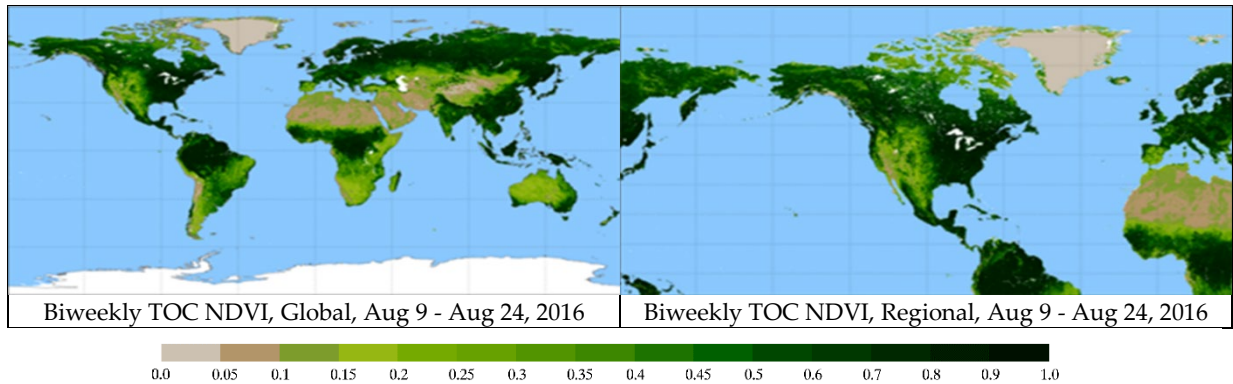 Biweekly TOC NDVI, Global, Aug 9 - Aug 24, 2016
Biweekly TOC NDVI, Regional, Aug 9 - Aug 24, 2016
0.0 0.05 0.1 0.15 0.2 0.25 0.3 0.35 0.4 0.45 0.5 0.6 0.7 0.8 0.9 1.0